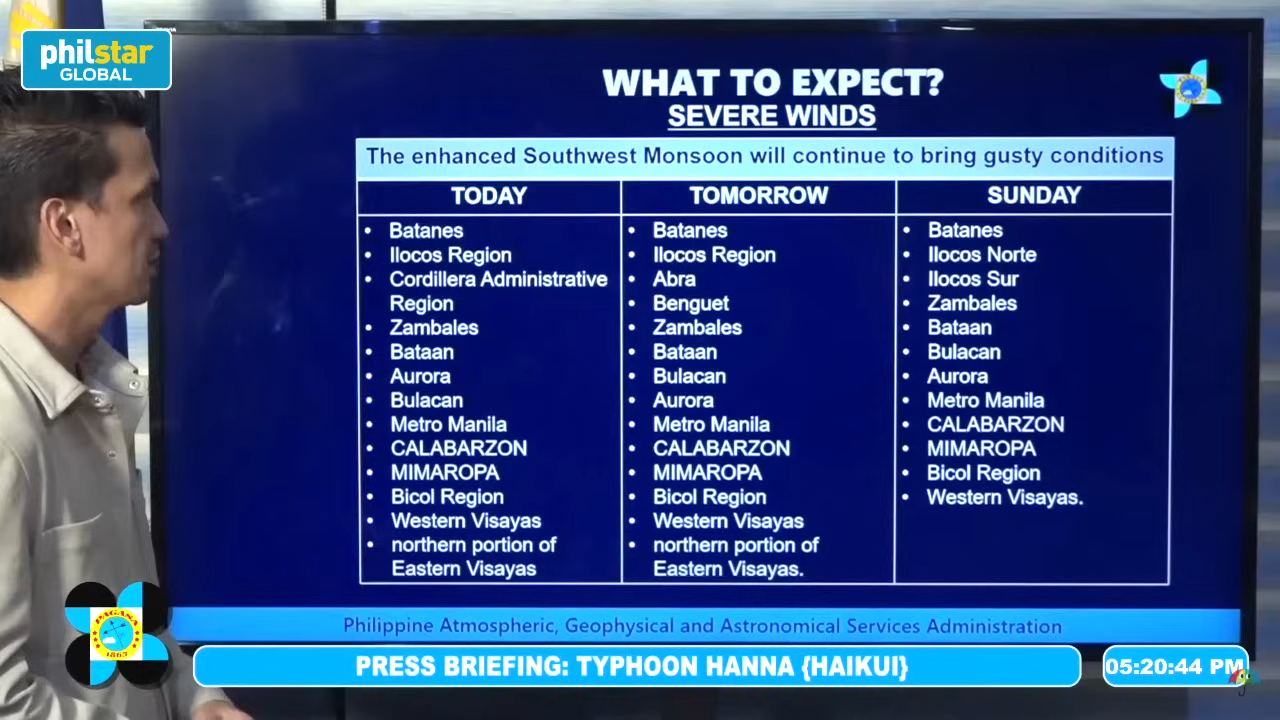 philstar
GLOBAL
WHAT TO EXPECT?
SEVERE WINDS
The enhanced Southwest Monsoon will continue to bring gusty conditions
TODAY
• Batanes
• Ilocos Region
• Cordillera Administrative
Region
• Zambales
• Bataan
• Aurora
• Bulacan
• Metro Manila
• CALABARZON
• MIMAROPA
• Bicol Region
• Western Visayas
• northern portion of
Eastern Visayas
TOMORROW
• Batanes
• Ilocos Region
• Abra
• Benguet
• Zambales
• Bataan
• Bulacan
• Aurora
• Metro Manila
• CALABARZON
• MIMAROPA
• Bicol Region
• Western Visayas
• northern portion of
Eastern Visayas.
SUNDAY
• Batanes
• Ilocos Norte
• Ilocos Sur
• Zambales
• Bataan
• Bulacan
• Aurora
• Metro Manila
• CALABARZON
• MIMAROPA
• Bicol Region
• Western Visayas.
Philippine Atmospheric, Geophysical and Astronomical Services Administration
PAGASA
1865
PRESS BRIEFING: TYPHOON HANNA {HAIKUI}
05:20:44 PM